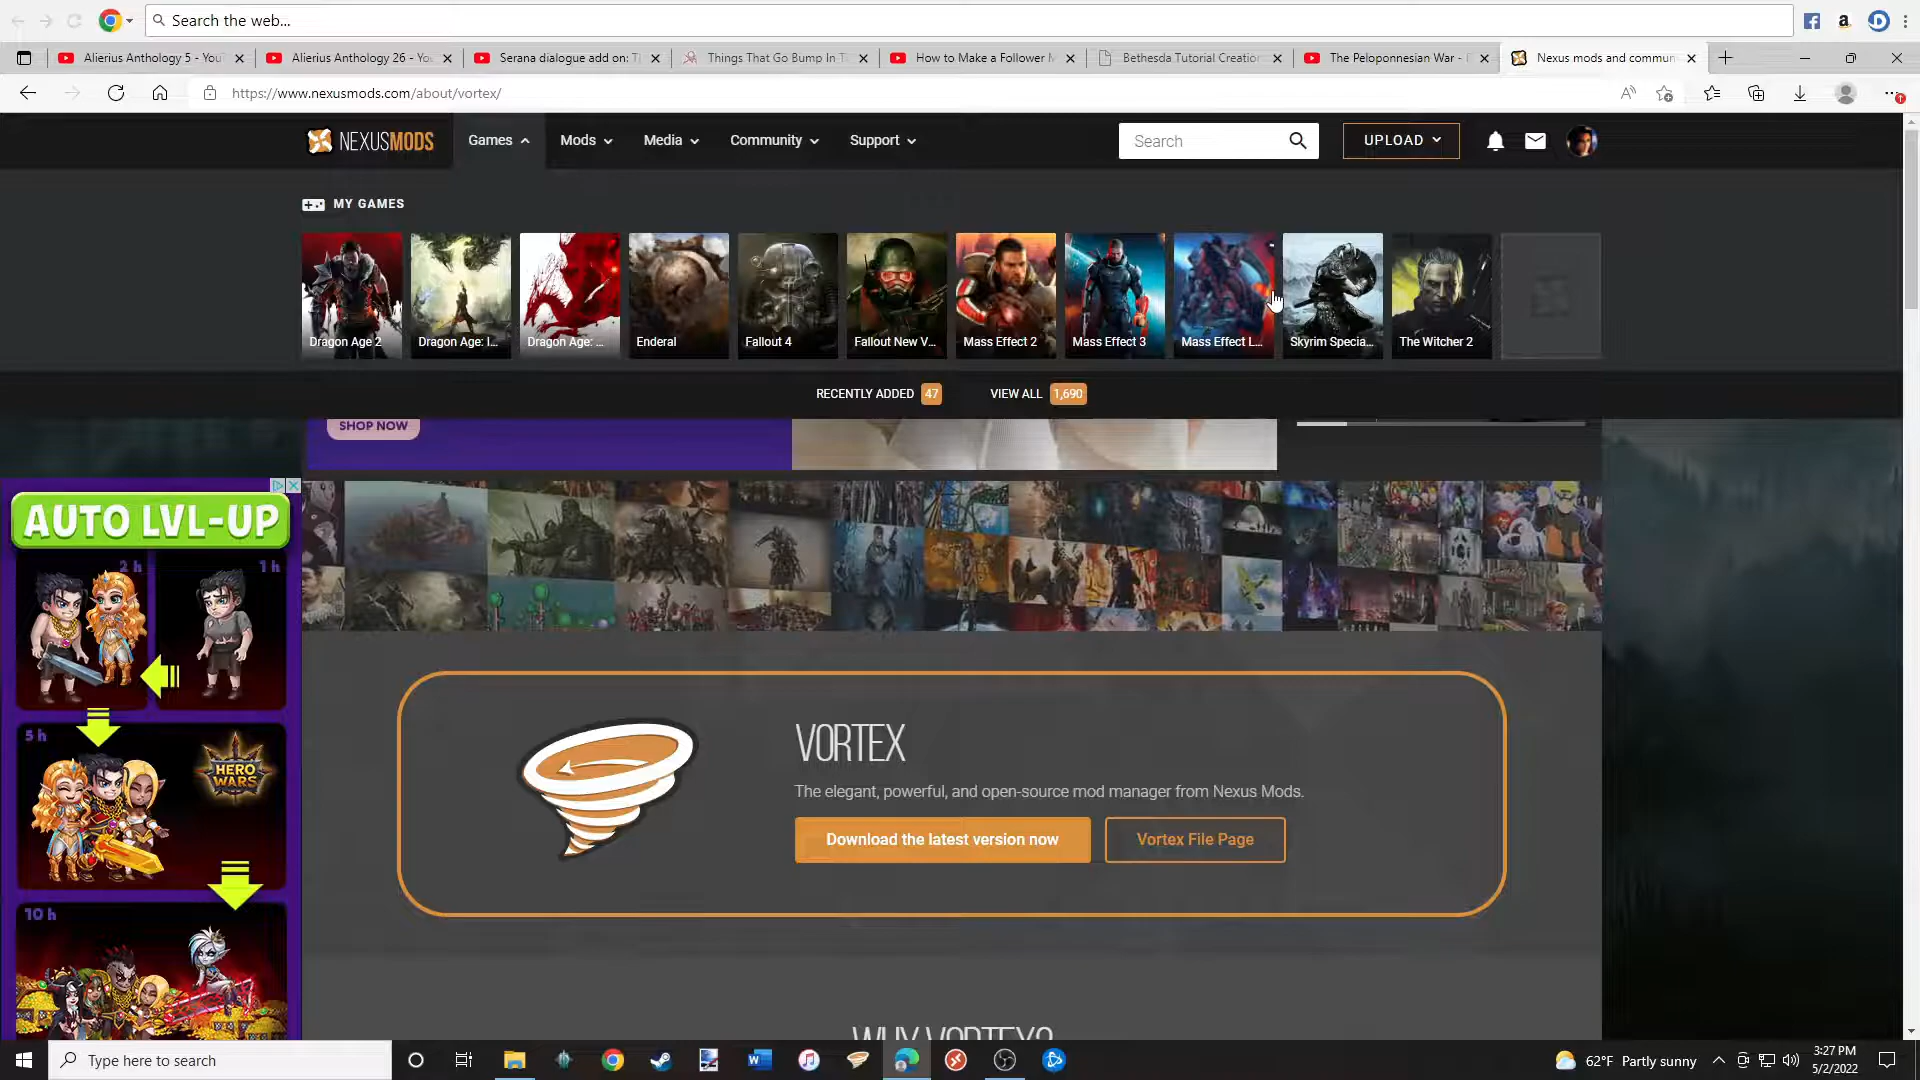 Search the web...
Alierius Anthology 5 - YouT
Alierius Anthology 26 - You
Serana dialogue add on: Th
Things That Go Bump In T
How to Make a Follower M
Bethesda Tutorial Creation
The Peloponnesian War -
Nexus mods and commun
https://www.nexusmods.com/about/vortex/
NEXUSMODS
Games
Mods
Media
Community
Support
Search
UPLOAD
MY GAMES
Dragon Age 2
Dragon Age: I...
Dragon Age: ...
Enderal
Fallout 4
Fallout New V...
Mass Effect 2
Mass Effect 3
Mass Effect L...
Skyrim Specia...
The Witcher 2
RECENTLY ADDED 47
VIEW ALL 1,690
SHOP NOW
AUTO LVL-UP
2 h
1 h
5 h
HERO WARS
10 h
VORTEX
The elegant, powerful, and open-source mod manager from Nexus Mods.
Download the latest version now
Vortex File Page
WHY VORTEX?
Type here to search
62°F Partly sunny
3:27 PM
5/2/2022